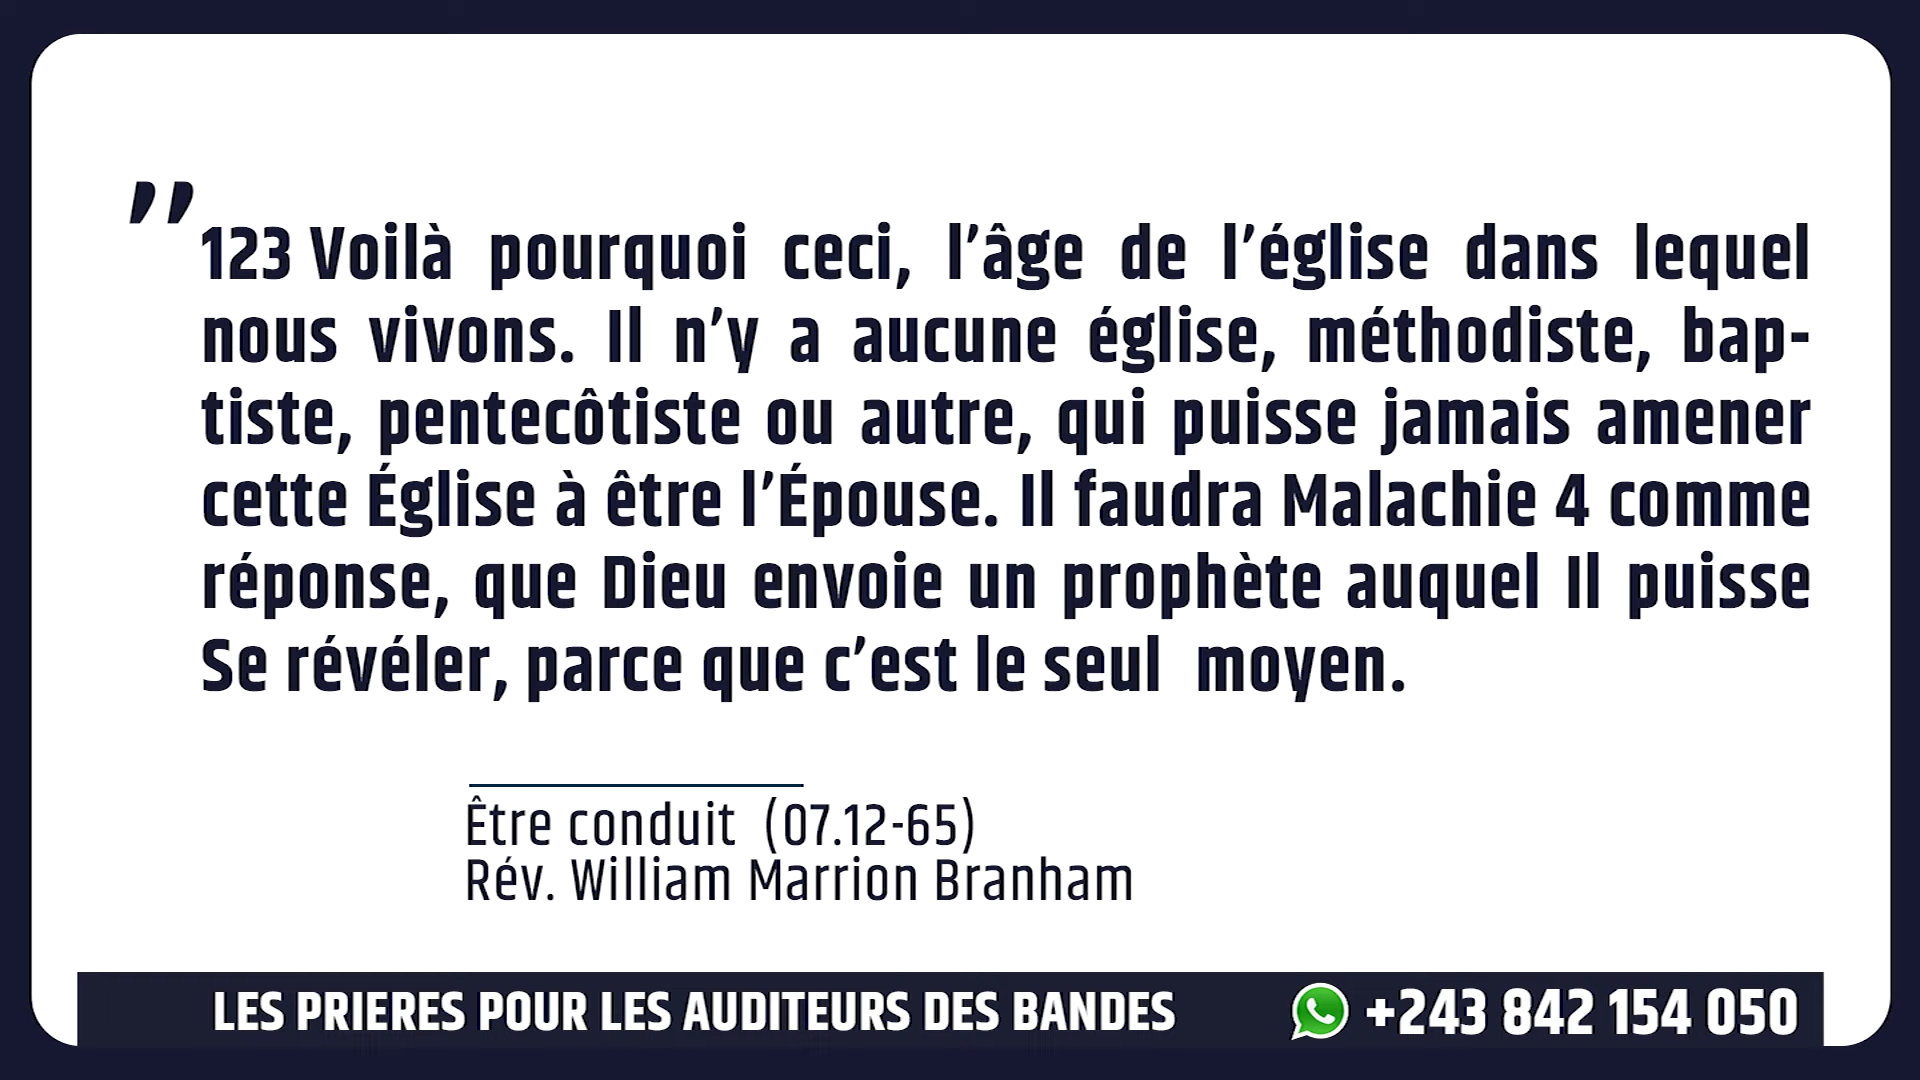 ”
123 Voilà pourquoi ceci, l’âge de l’église dans lequel
nous vivons. Il n’y a aucune église, méthodiste, bap-
tiste, pentecôtiste ou autre, qui puisse jamais amener
cette Église à être l’Épouse. Il faudra Malachie 4 comme
réponse, que Dieu envoie un prophète auquel Il puisse
Se révéler, parce que c’est le seul moyen.
Être conduit (07.12-65)
Rév. William Marrion Branham
LES PRIERES POUR LES AUDITEURS DES BANDES +243 842 154 050